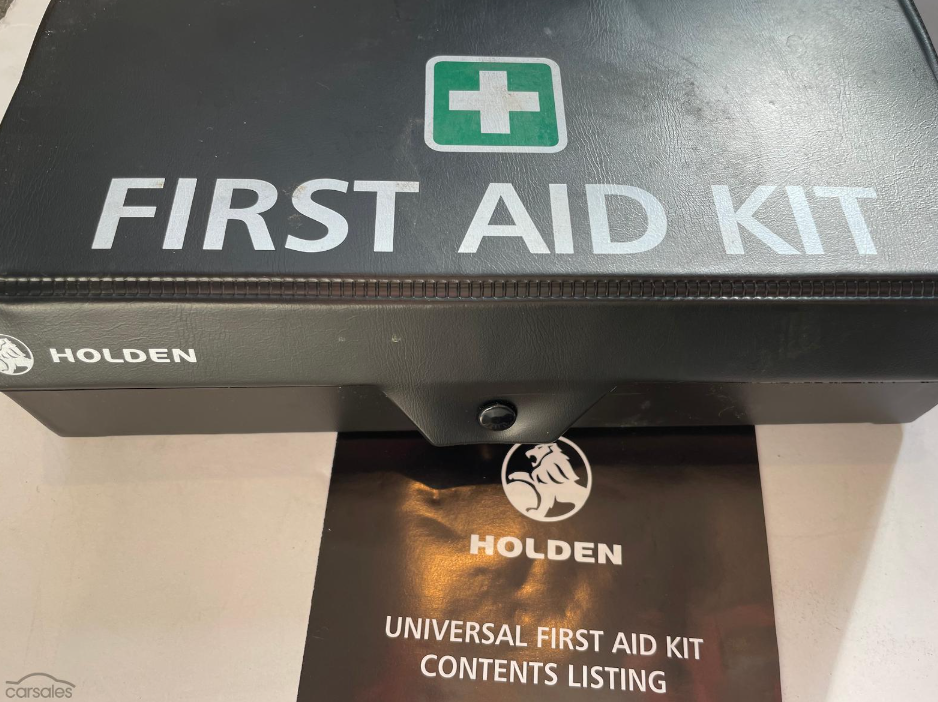 FIRST AID KIT
HOLDEN
HOLDEN
UNIVERSAL FIRST AID KIT
CONTENTS LISTING
carsales